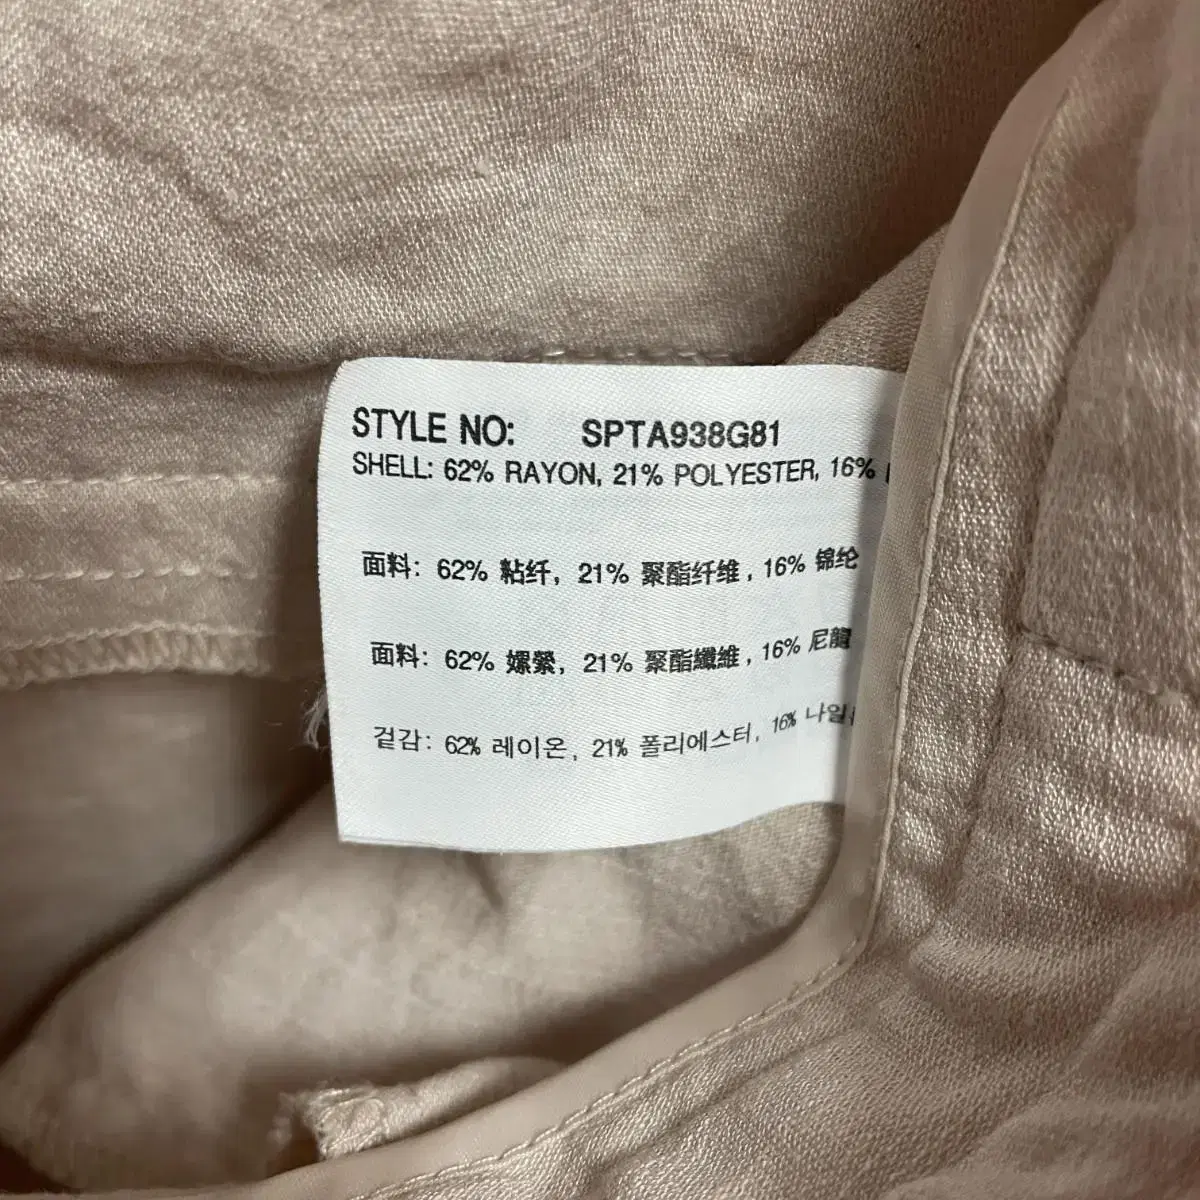 STYLE NO: SPTA938G81
SHELL: 62% RAYON, 21% POLYESTER, 16%
面料: 62% 粘纤, 21% 聚酯纤维, 16% 锦纶
面料: 62% 嫘縈, 21% 聚酯纖維, 16% 尼龍
겉감: 62% 레이온, 21% 폴리에스터, 16% 나일